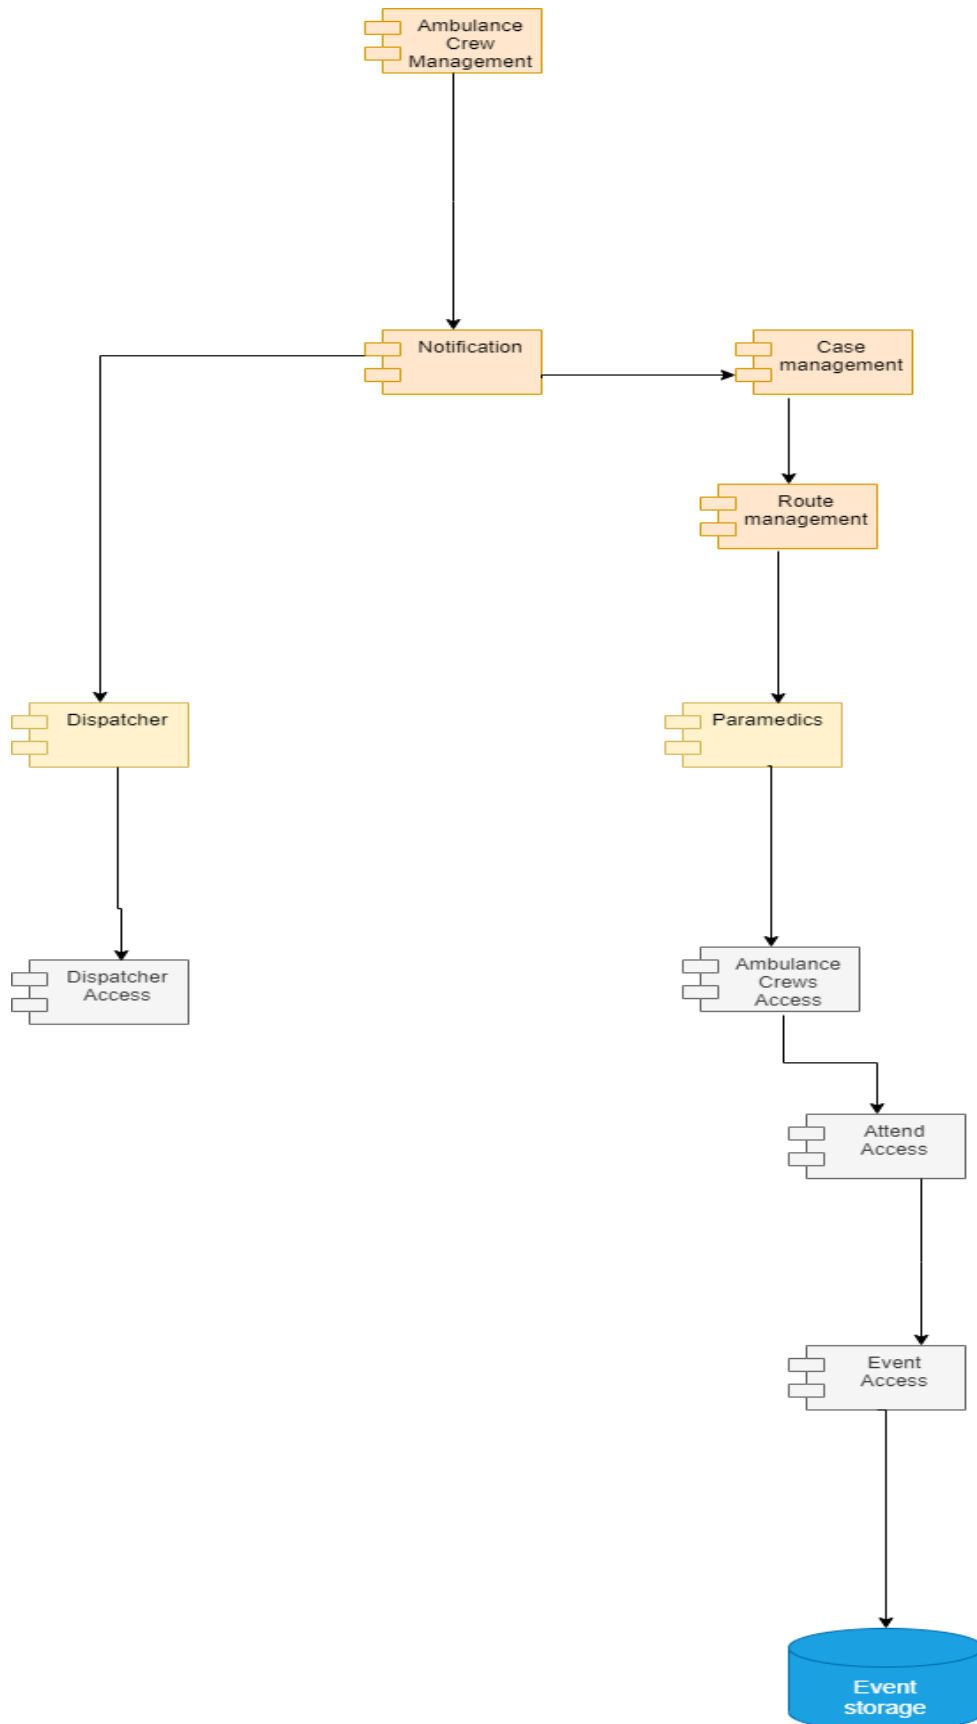 Ambulance
Crew
Management
Notification
Case
management
Route
management
Dispatcher
Paramedics
Dispatcher
Access
Ambulance
Crews
Access
Attend
Access
Event
Access
Event
storage